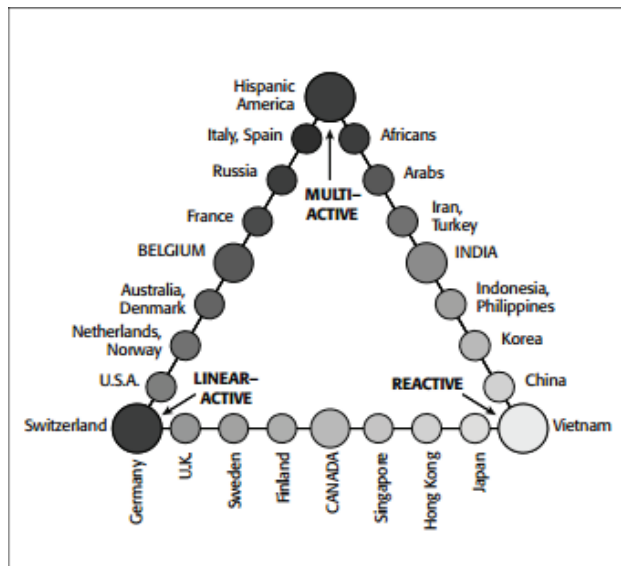 Hispanic
America
Italy, Spain
Africans
Russia
Arabs
MULTI–
ACTIVE
France
Iran,
Turkey
BELGIUM
INDIA
Australia,
Denmark
Indonesia,
Philippines
Netherlands,
Norway
Korea
U.S.A.
LINEAR–
ACTIVE
REACTIVE
China
Switzerland
Vietnam
Germany
U.K.
Sweden
Finland
CANADA
Singapore
Hong Kong
Japan